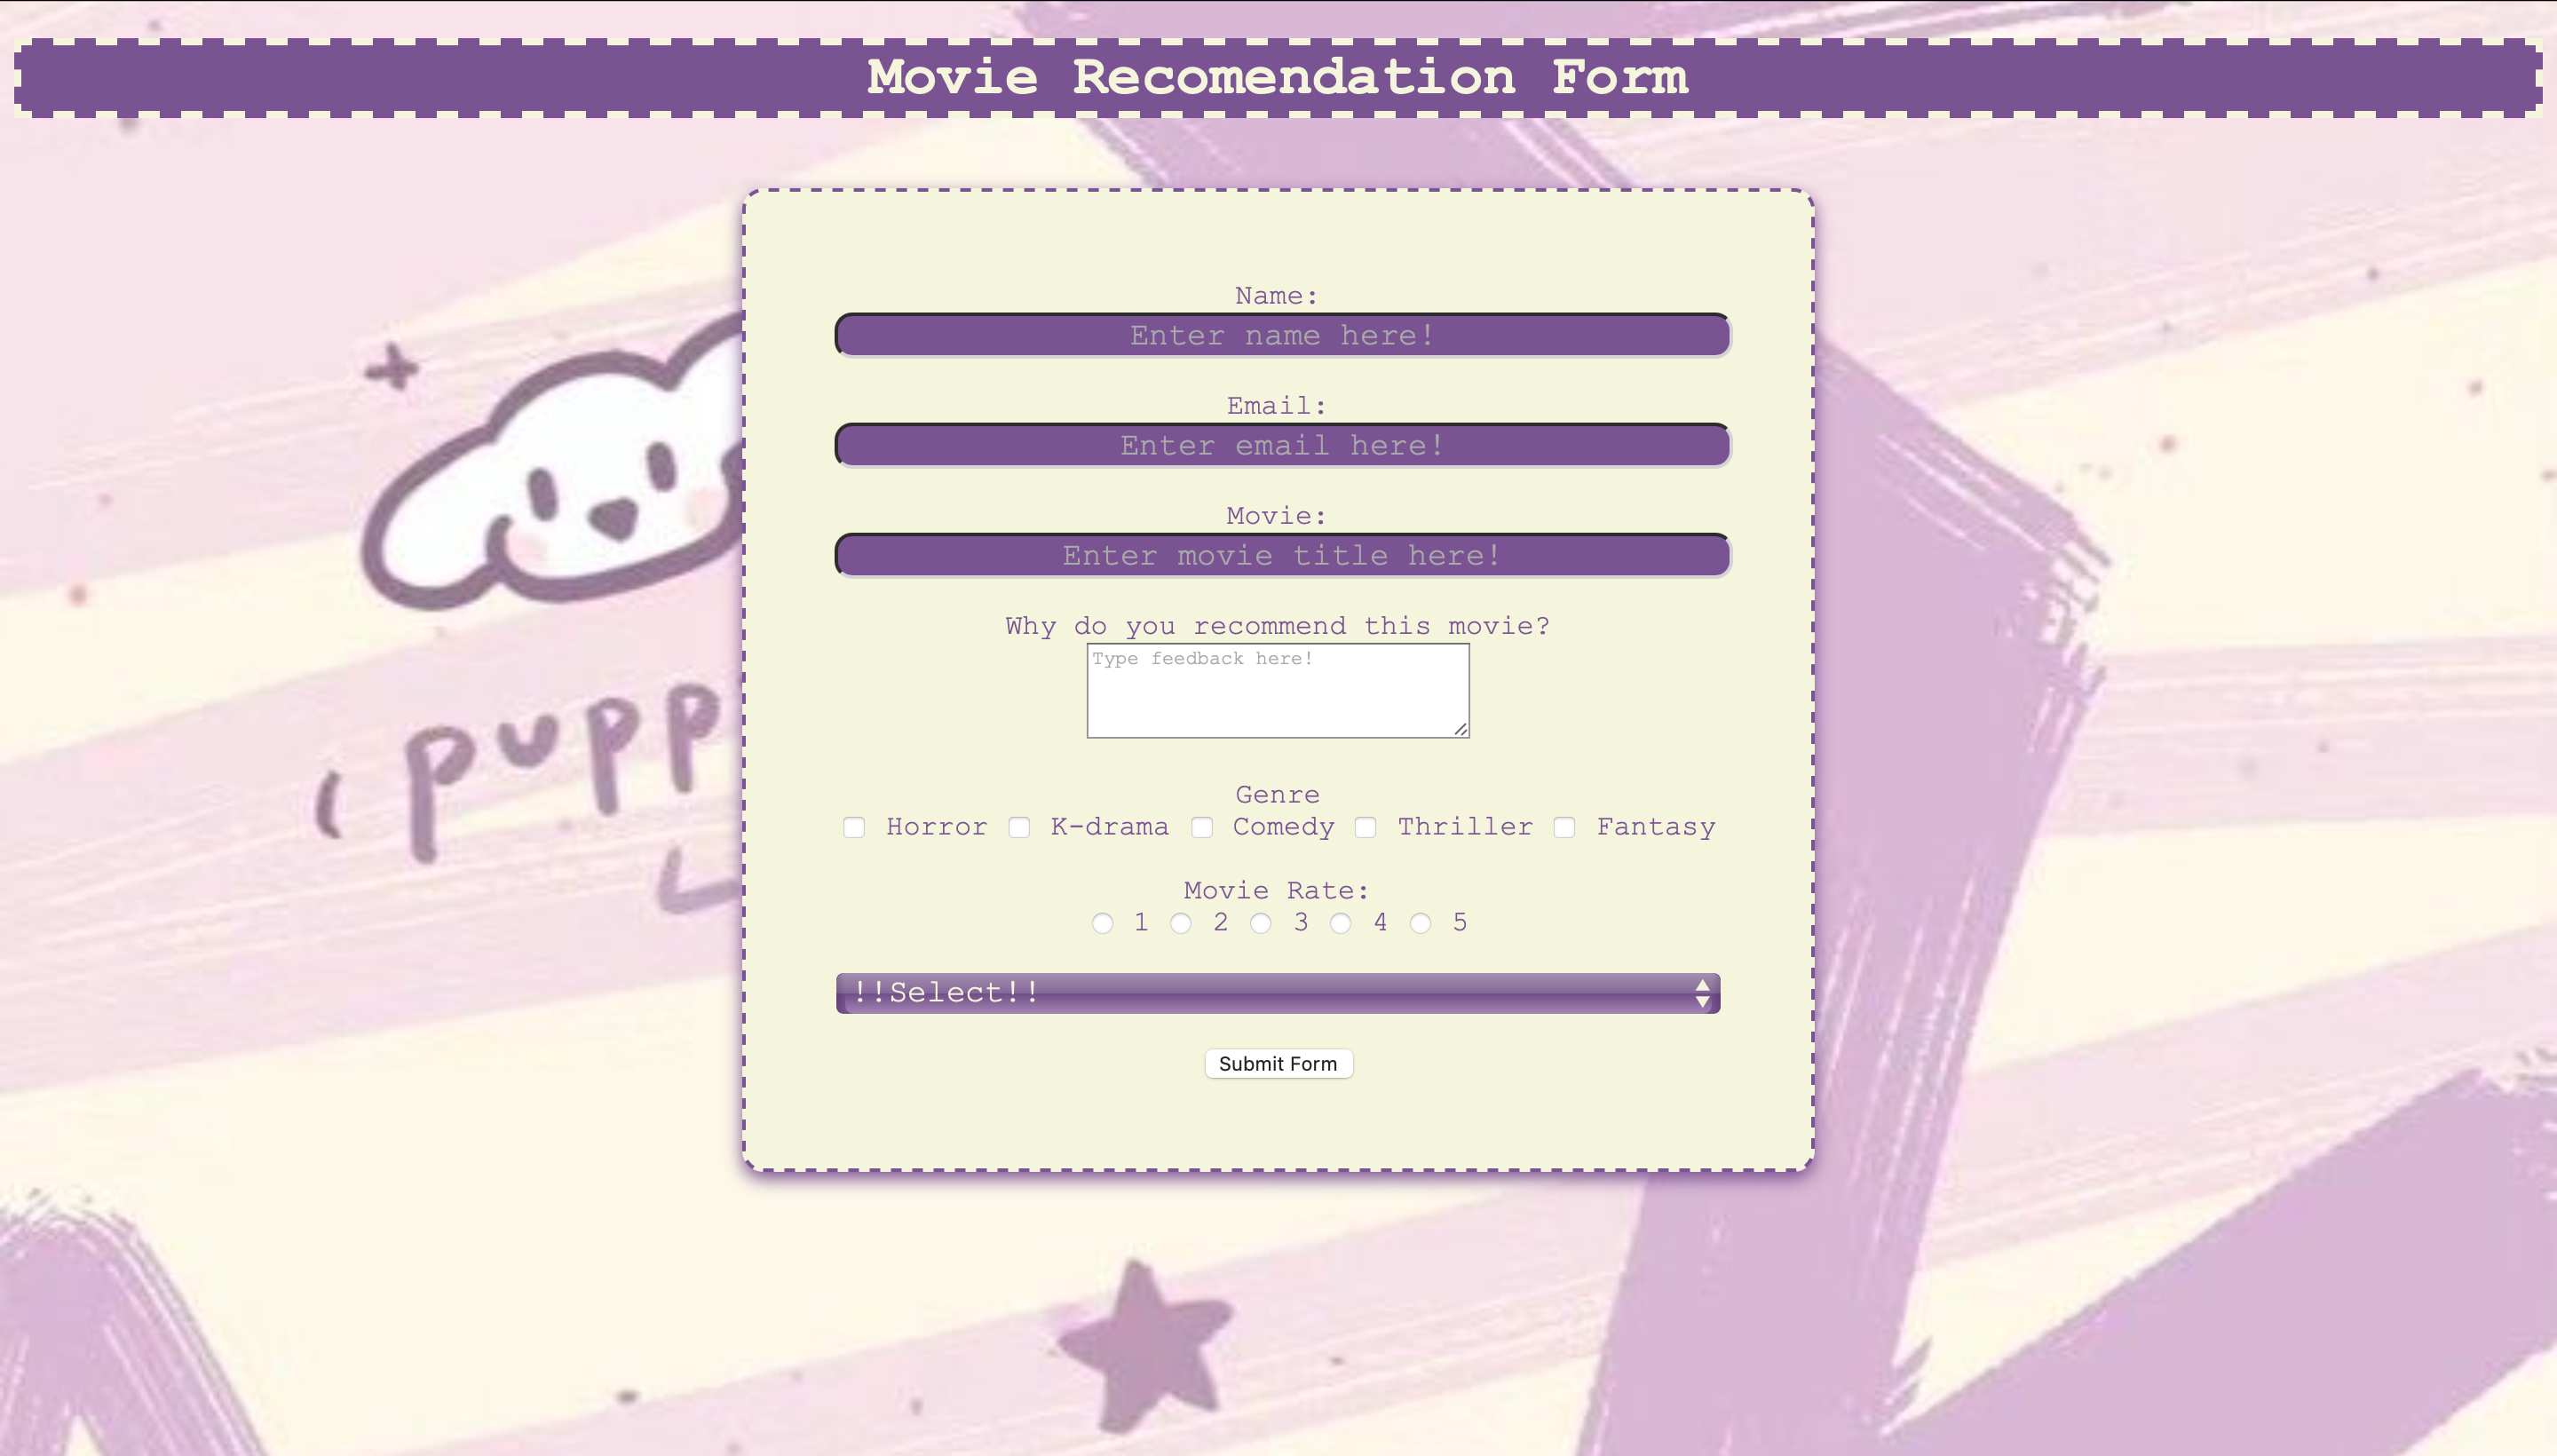 Movie Recomendation Form
Name:
Enter name here!
Email:
Enter email here!
Movie:
Enter movie title here!
Why do you recommend this movie?
Type feedback here!
Genre
Horror K-drama Comedy Thriller Fantasy
Movie Rate:
1 2 3 4 5
!!Select!!
Submit Form
( pupp